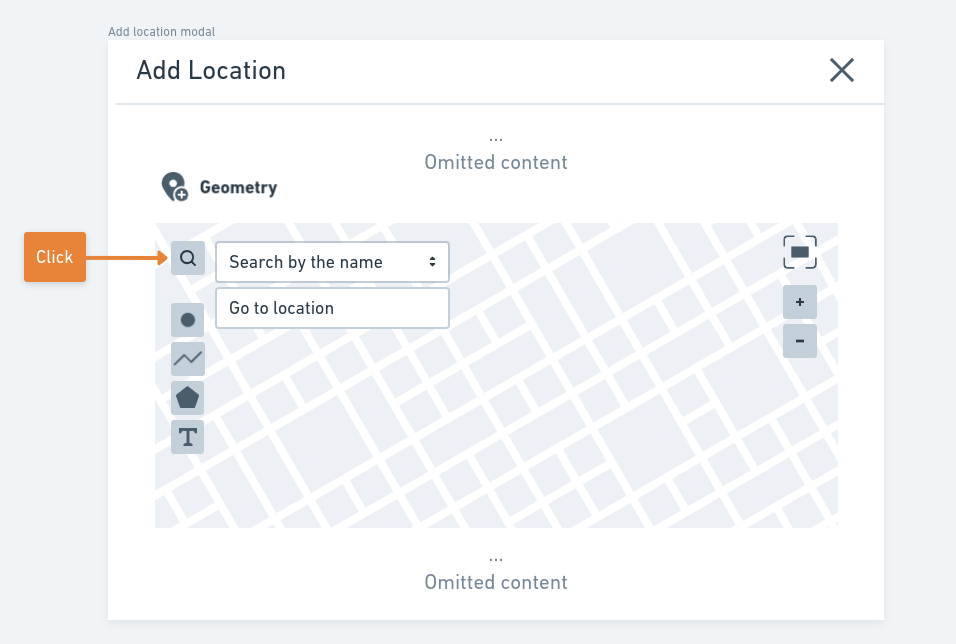 Add location modal
Add Location
...
Omitted content
Geometry
Click
Search by the name
Go to location
+
-
T
...
Omitted content